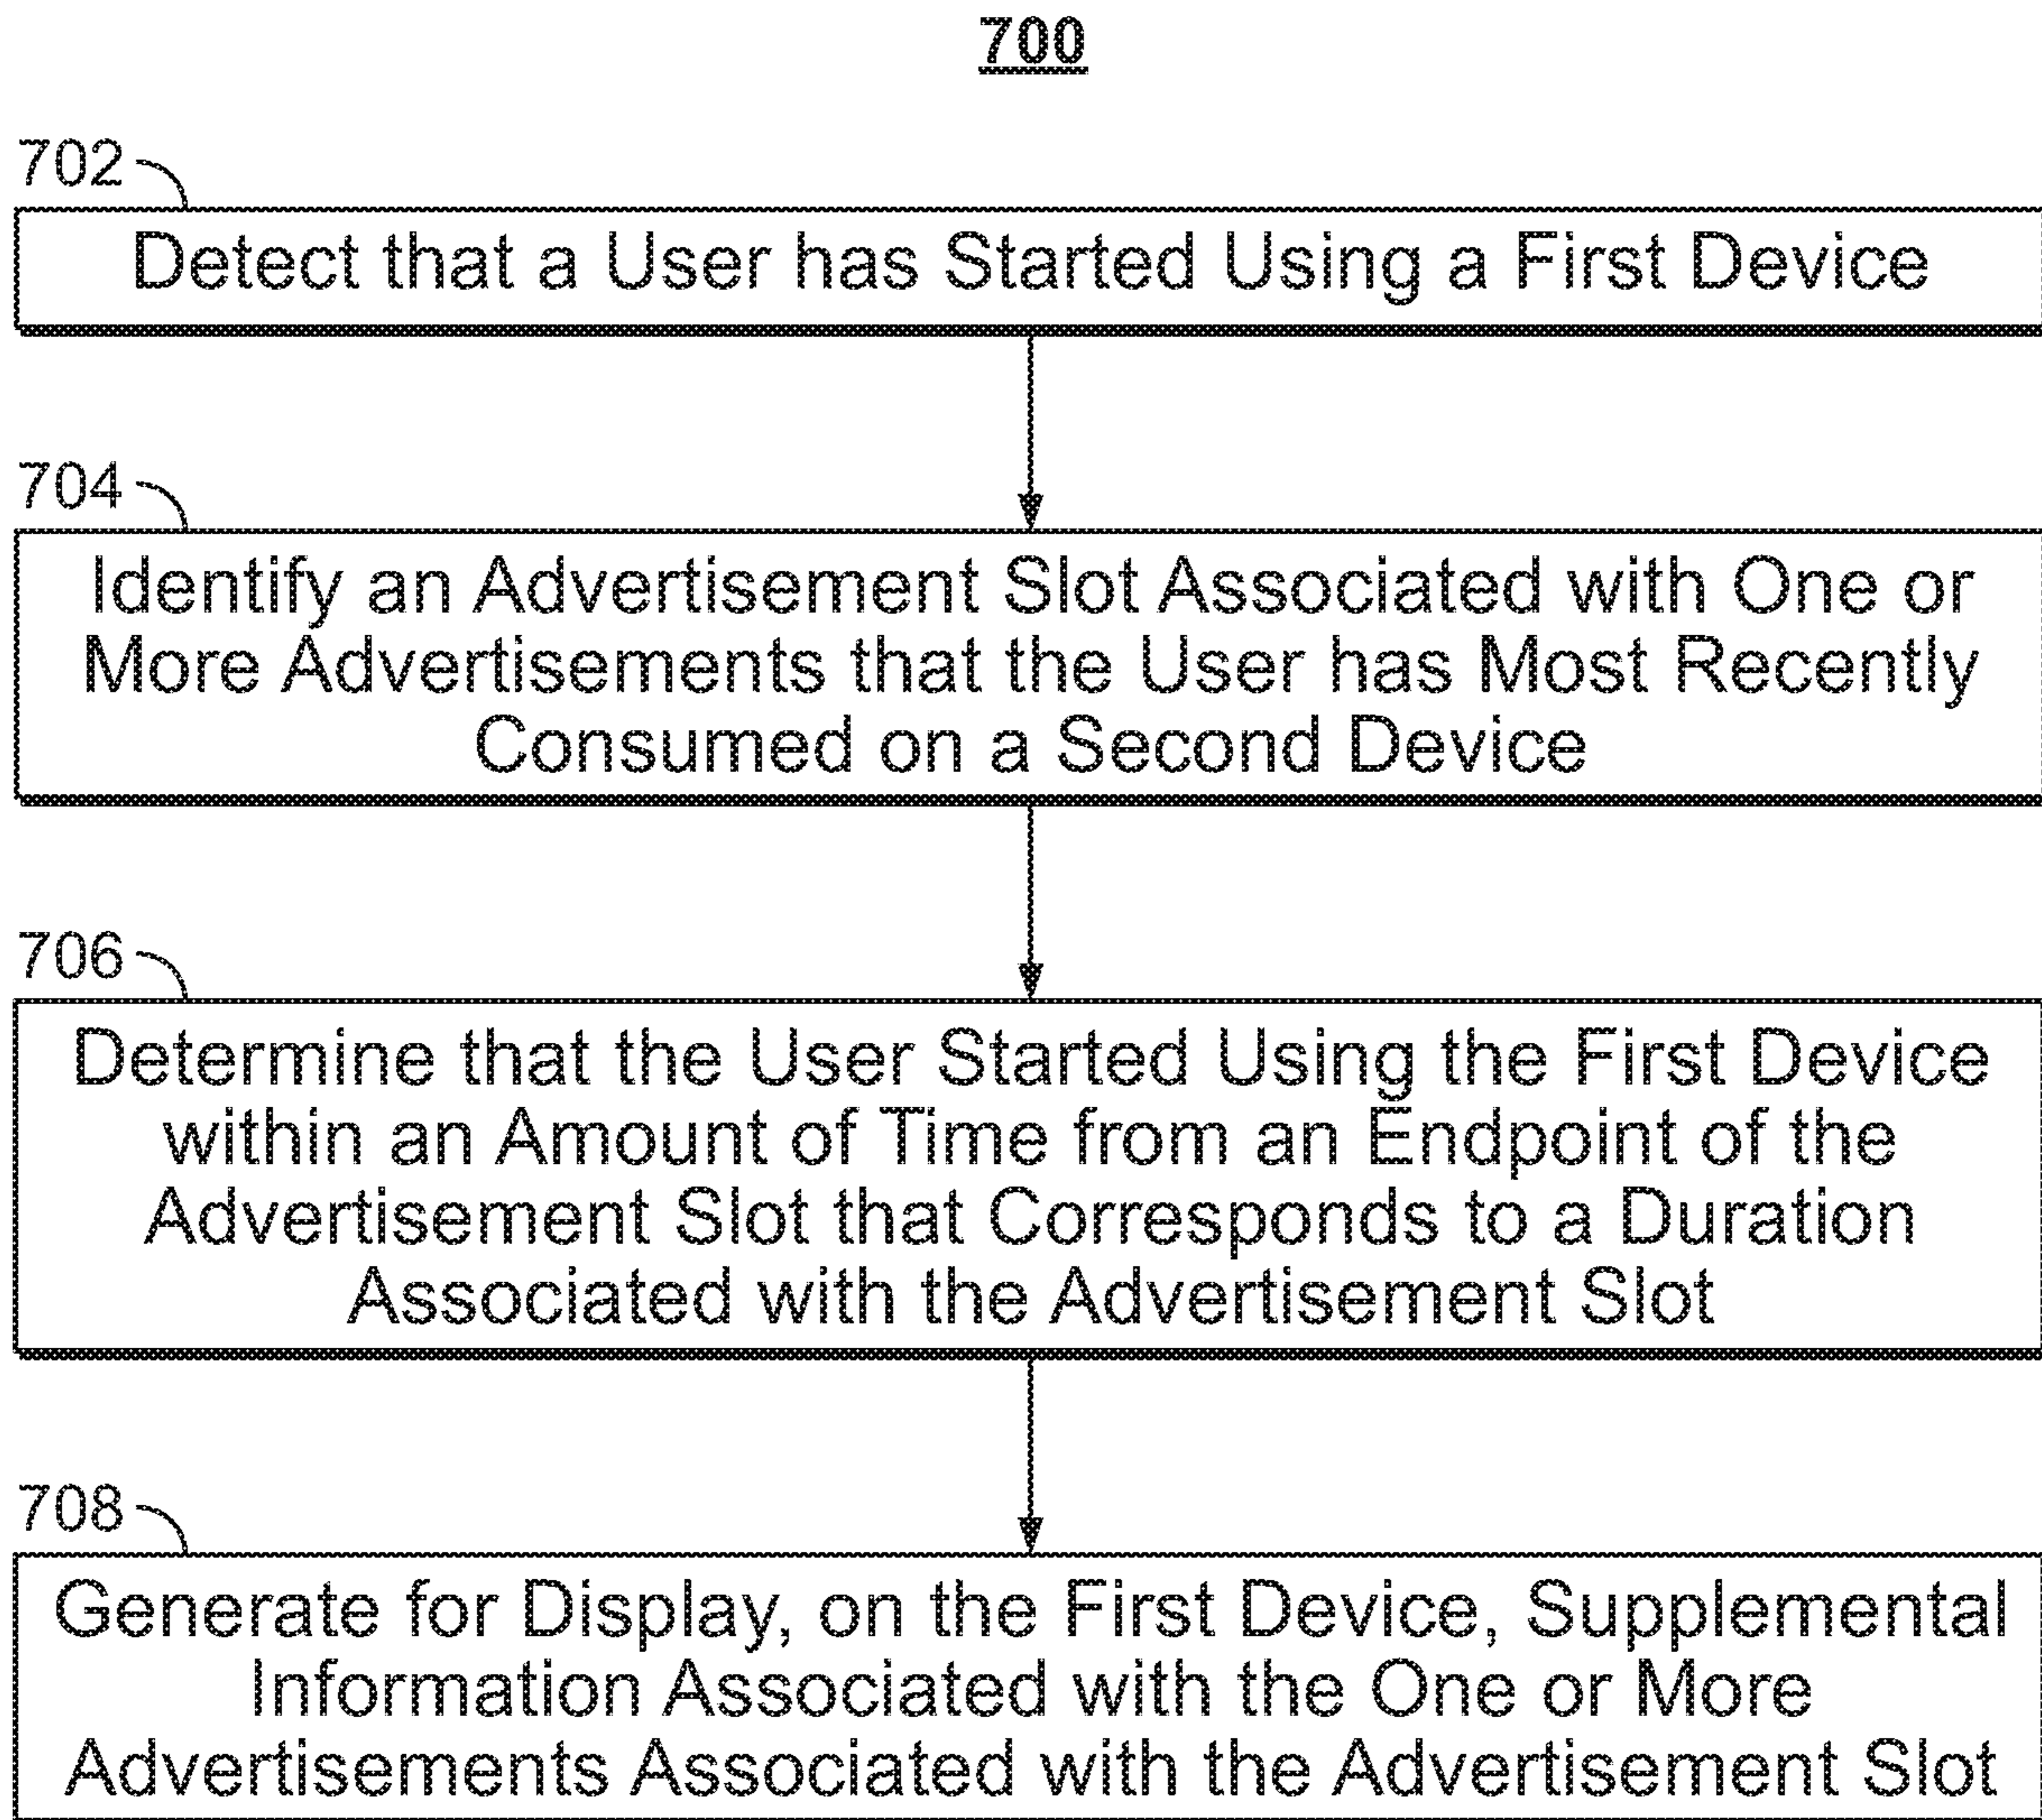 700
702
Detect that a User has Started Using a First Device
704
Identify an Advertisement Slot Associated with One or
More Advertisements that the User has Most Recently
Consumed on a Second Device
706
Determine that the User Started Using the First Device
within an Amount of Time from an Endpoint of the
Advertisement Slot that Corresponds to a Duration
Associated with the Advertisement Slot
708
Generate for Display, on the First Device, Supplemental
Information Associated with the One or More
Advertisements Associated with the Advertisement Slot